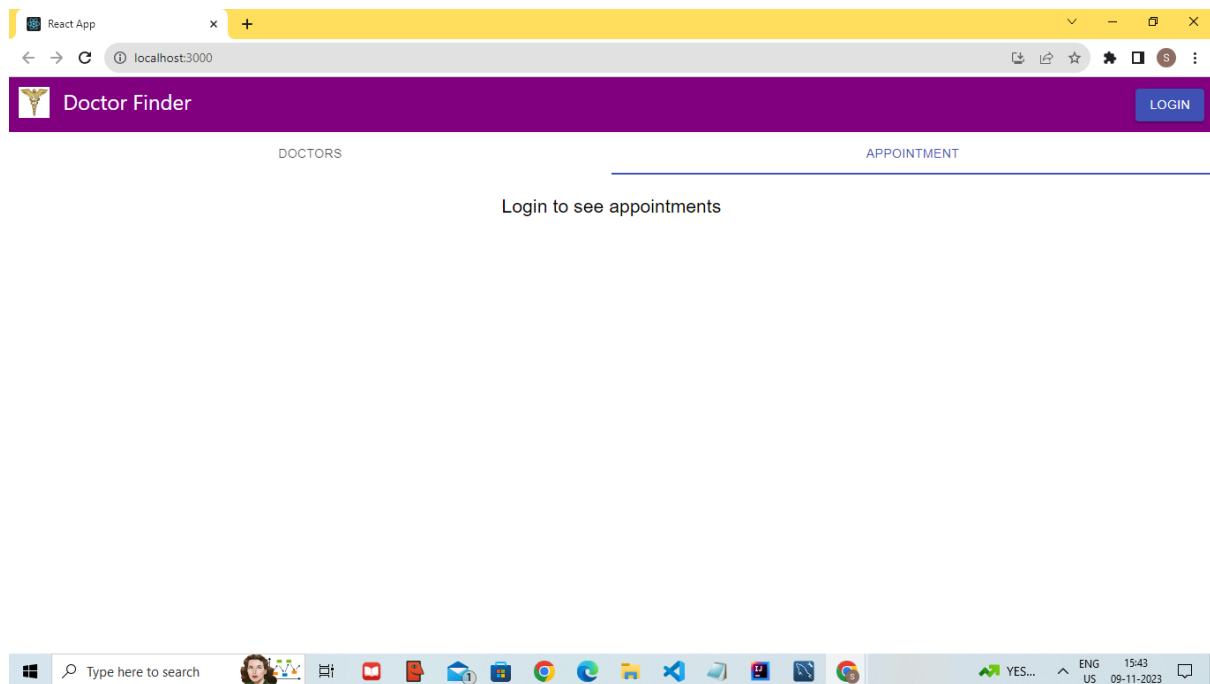 React App
localhost:3000
S
Doctor Finder
LOGIN
DOCTORS
APPOINTMENT
Login to see appointments
Type here to search
1
YES...
ENG
US
15:43
09-11-2023